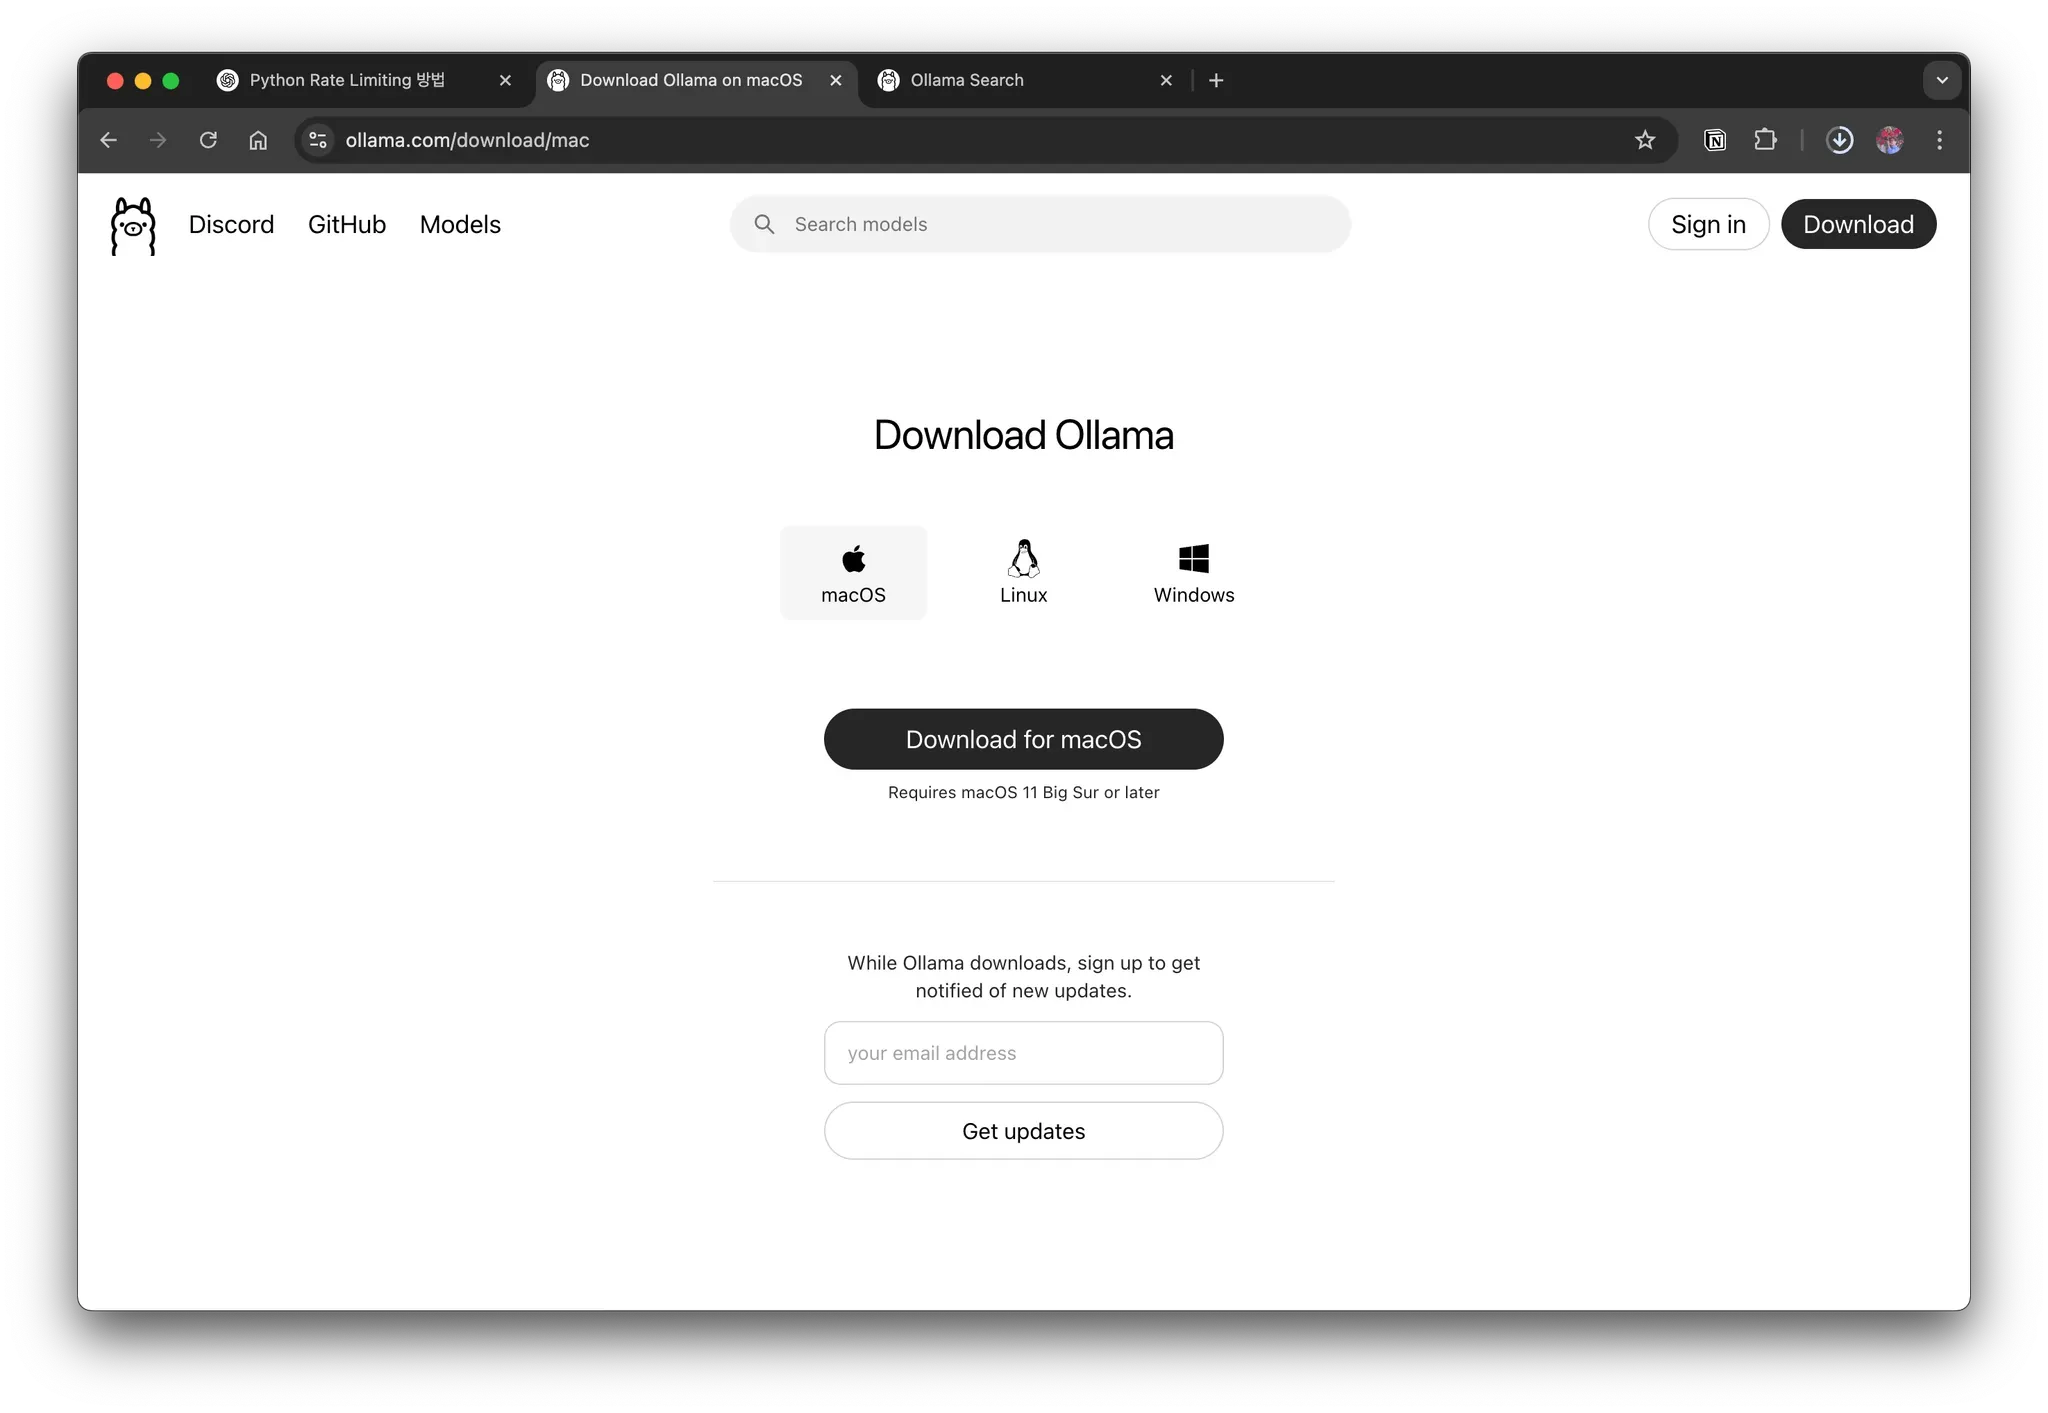 Python Rate Limiting 방법
Download Ollama on macOS
Ollama Search
ollama.com/download/mac
Discord
GitHub
Models
Search models
Sign in
Download
Download Ollama
macOS
Linux
Windows
Download for macOS
Requires macOS 11 Big Sur or later
While Ollama downloads, sign up to get
notified of new updates.
your email address
Get updates